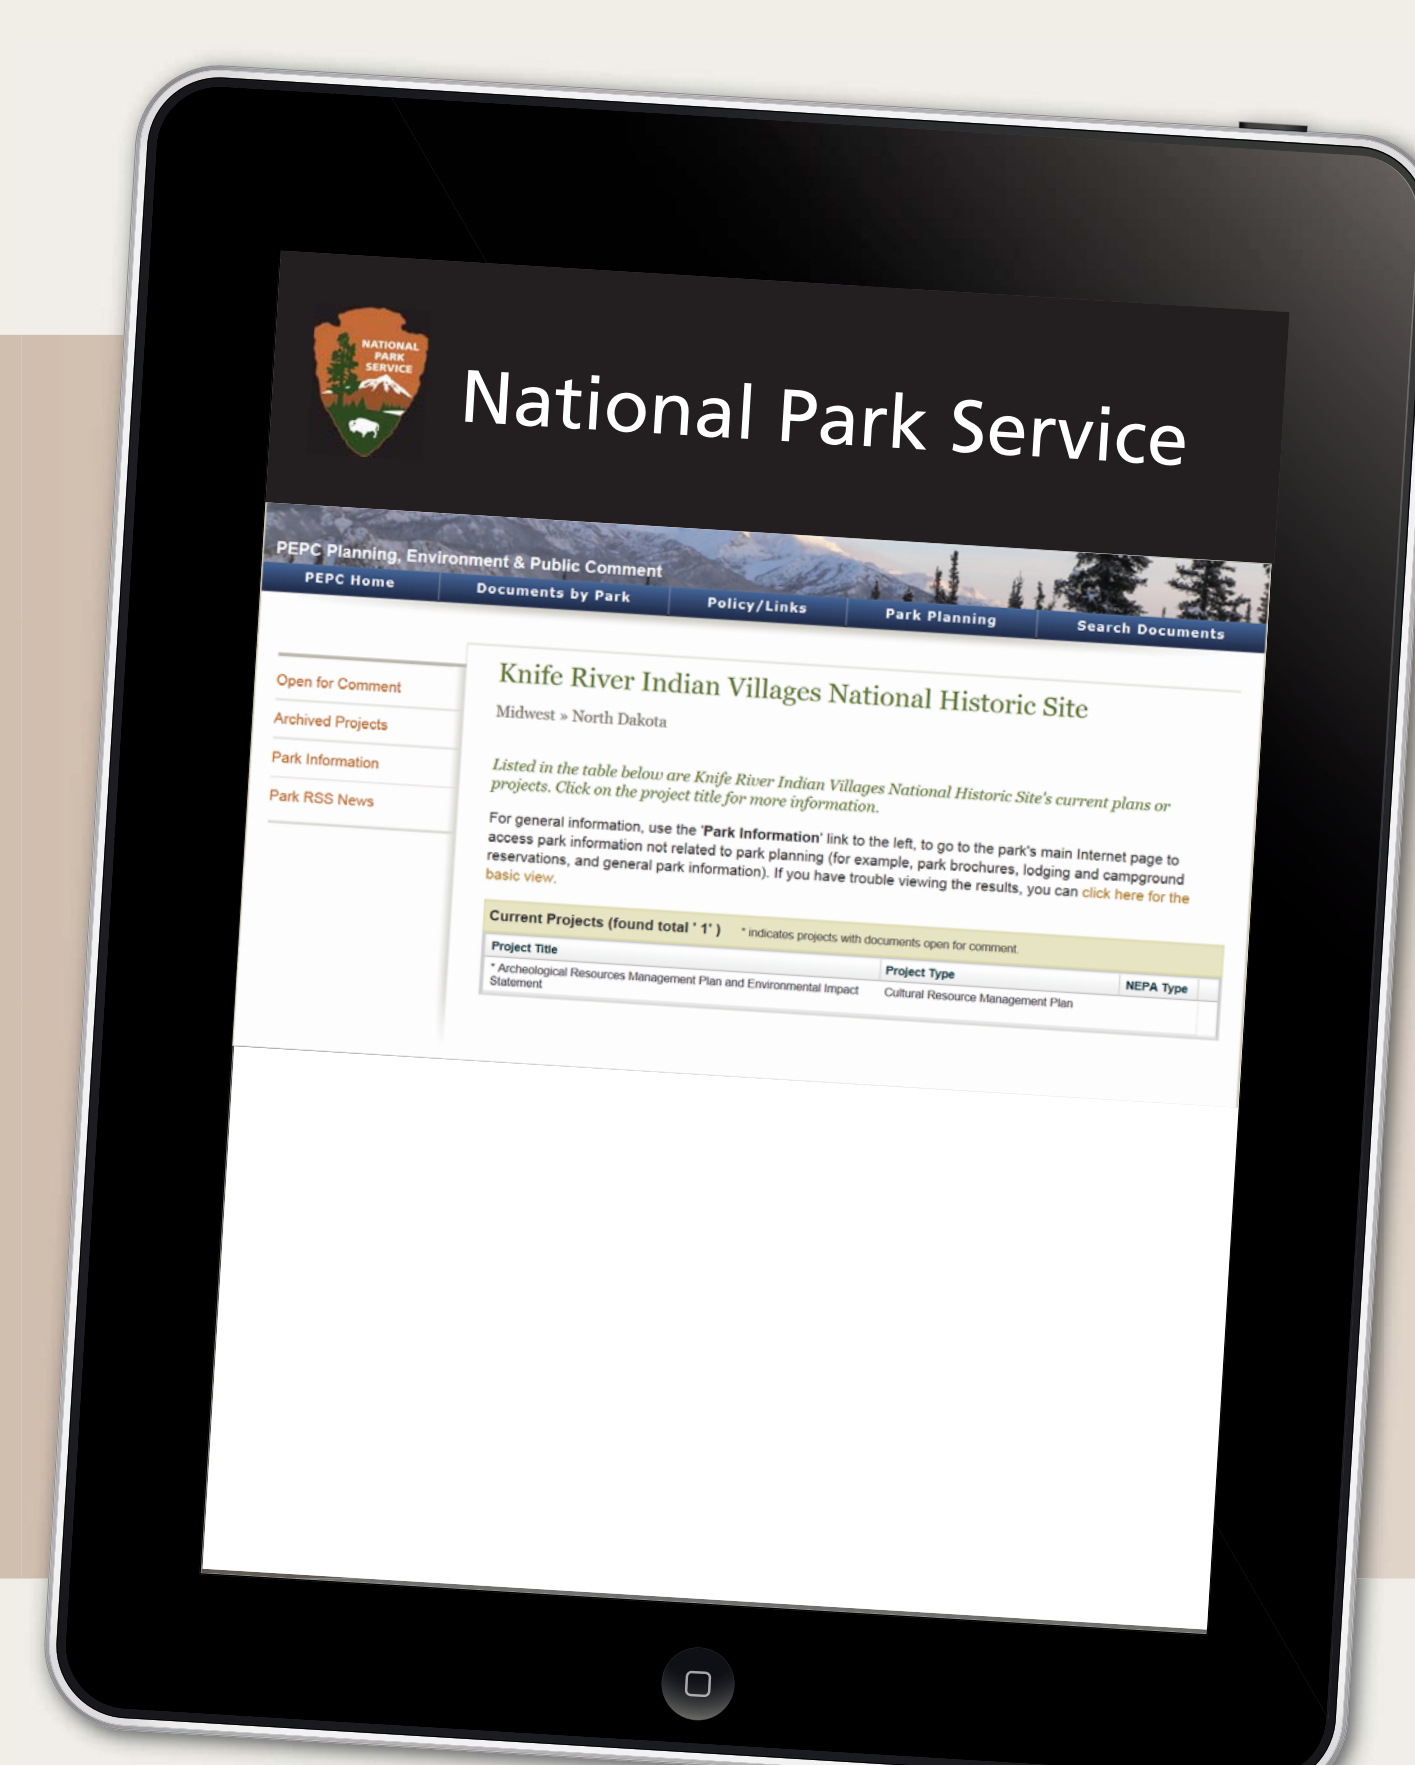 NATIONAL
PARK
SERVICE
National Park Service
PEPC Planning, Environment & Public Comment
PEPC Home
Documents by Park
Policy/Links
Park Planning
Search Documents
Open for Comment
Archived Projects
Park Information
Park RSS News
Knife River Indian Villages National Historic Site
Midwest » North Dakota
Listed in the table below are Knife River Indian Villages National Historic Site's current plans or
projects. Click on the project title for more information.
For general information, use the 'Park Information' link to the left, to go to the park's main Internet page to
access park information not related to park planning (for example, park brochures, lodging and campground
reservations, and general park information). If you have trouble viewing the results, you can click here for the
basic view.
Current Projects (found total ' 1' ) * indicates projects with documents open for comment.
Project Title Project Type NEPA Type
* Archeological Resources Management Plan and Environmental Impact Cultural Resource Management Plan
Statement